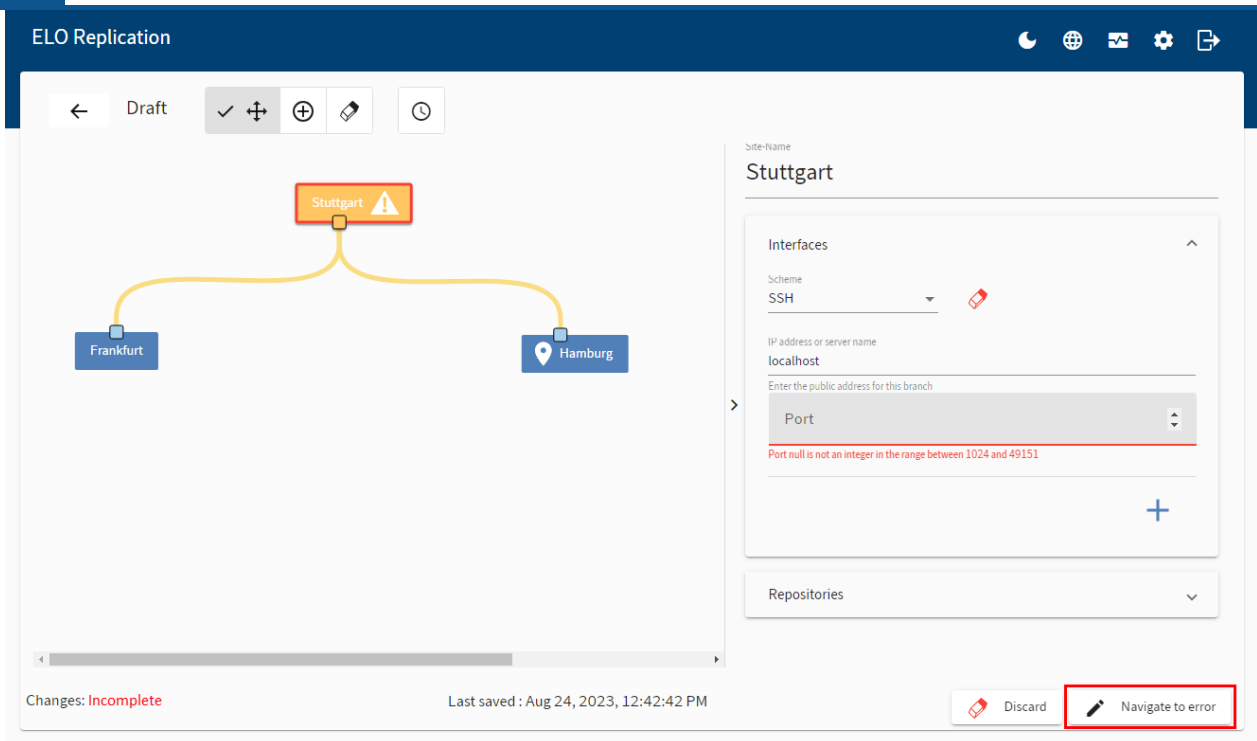 ELO Replication
Draft
Site-Name
Stuttgart
Stuttgart
Interfaces
Scheme
SSH
Frankfurt
Hamburg
IP address or server name
localhost
Enter the public address for this branch
Port
Port null is not an integer in the range between 1024 and 49151
Repositories
Changes: Incomplete
Last saved : Aug 24, 2023, 12:42:42 PM
Discard
Navigate to error